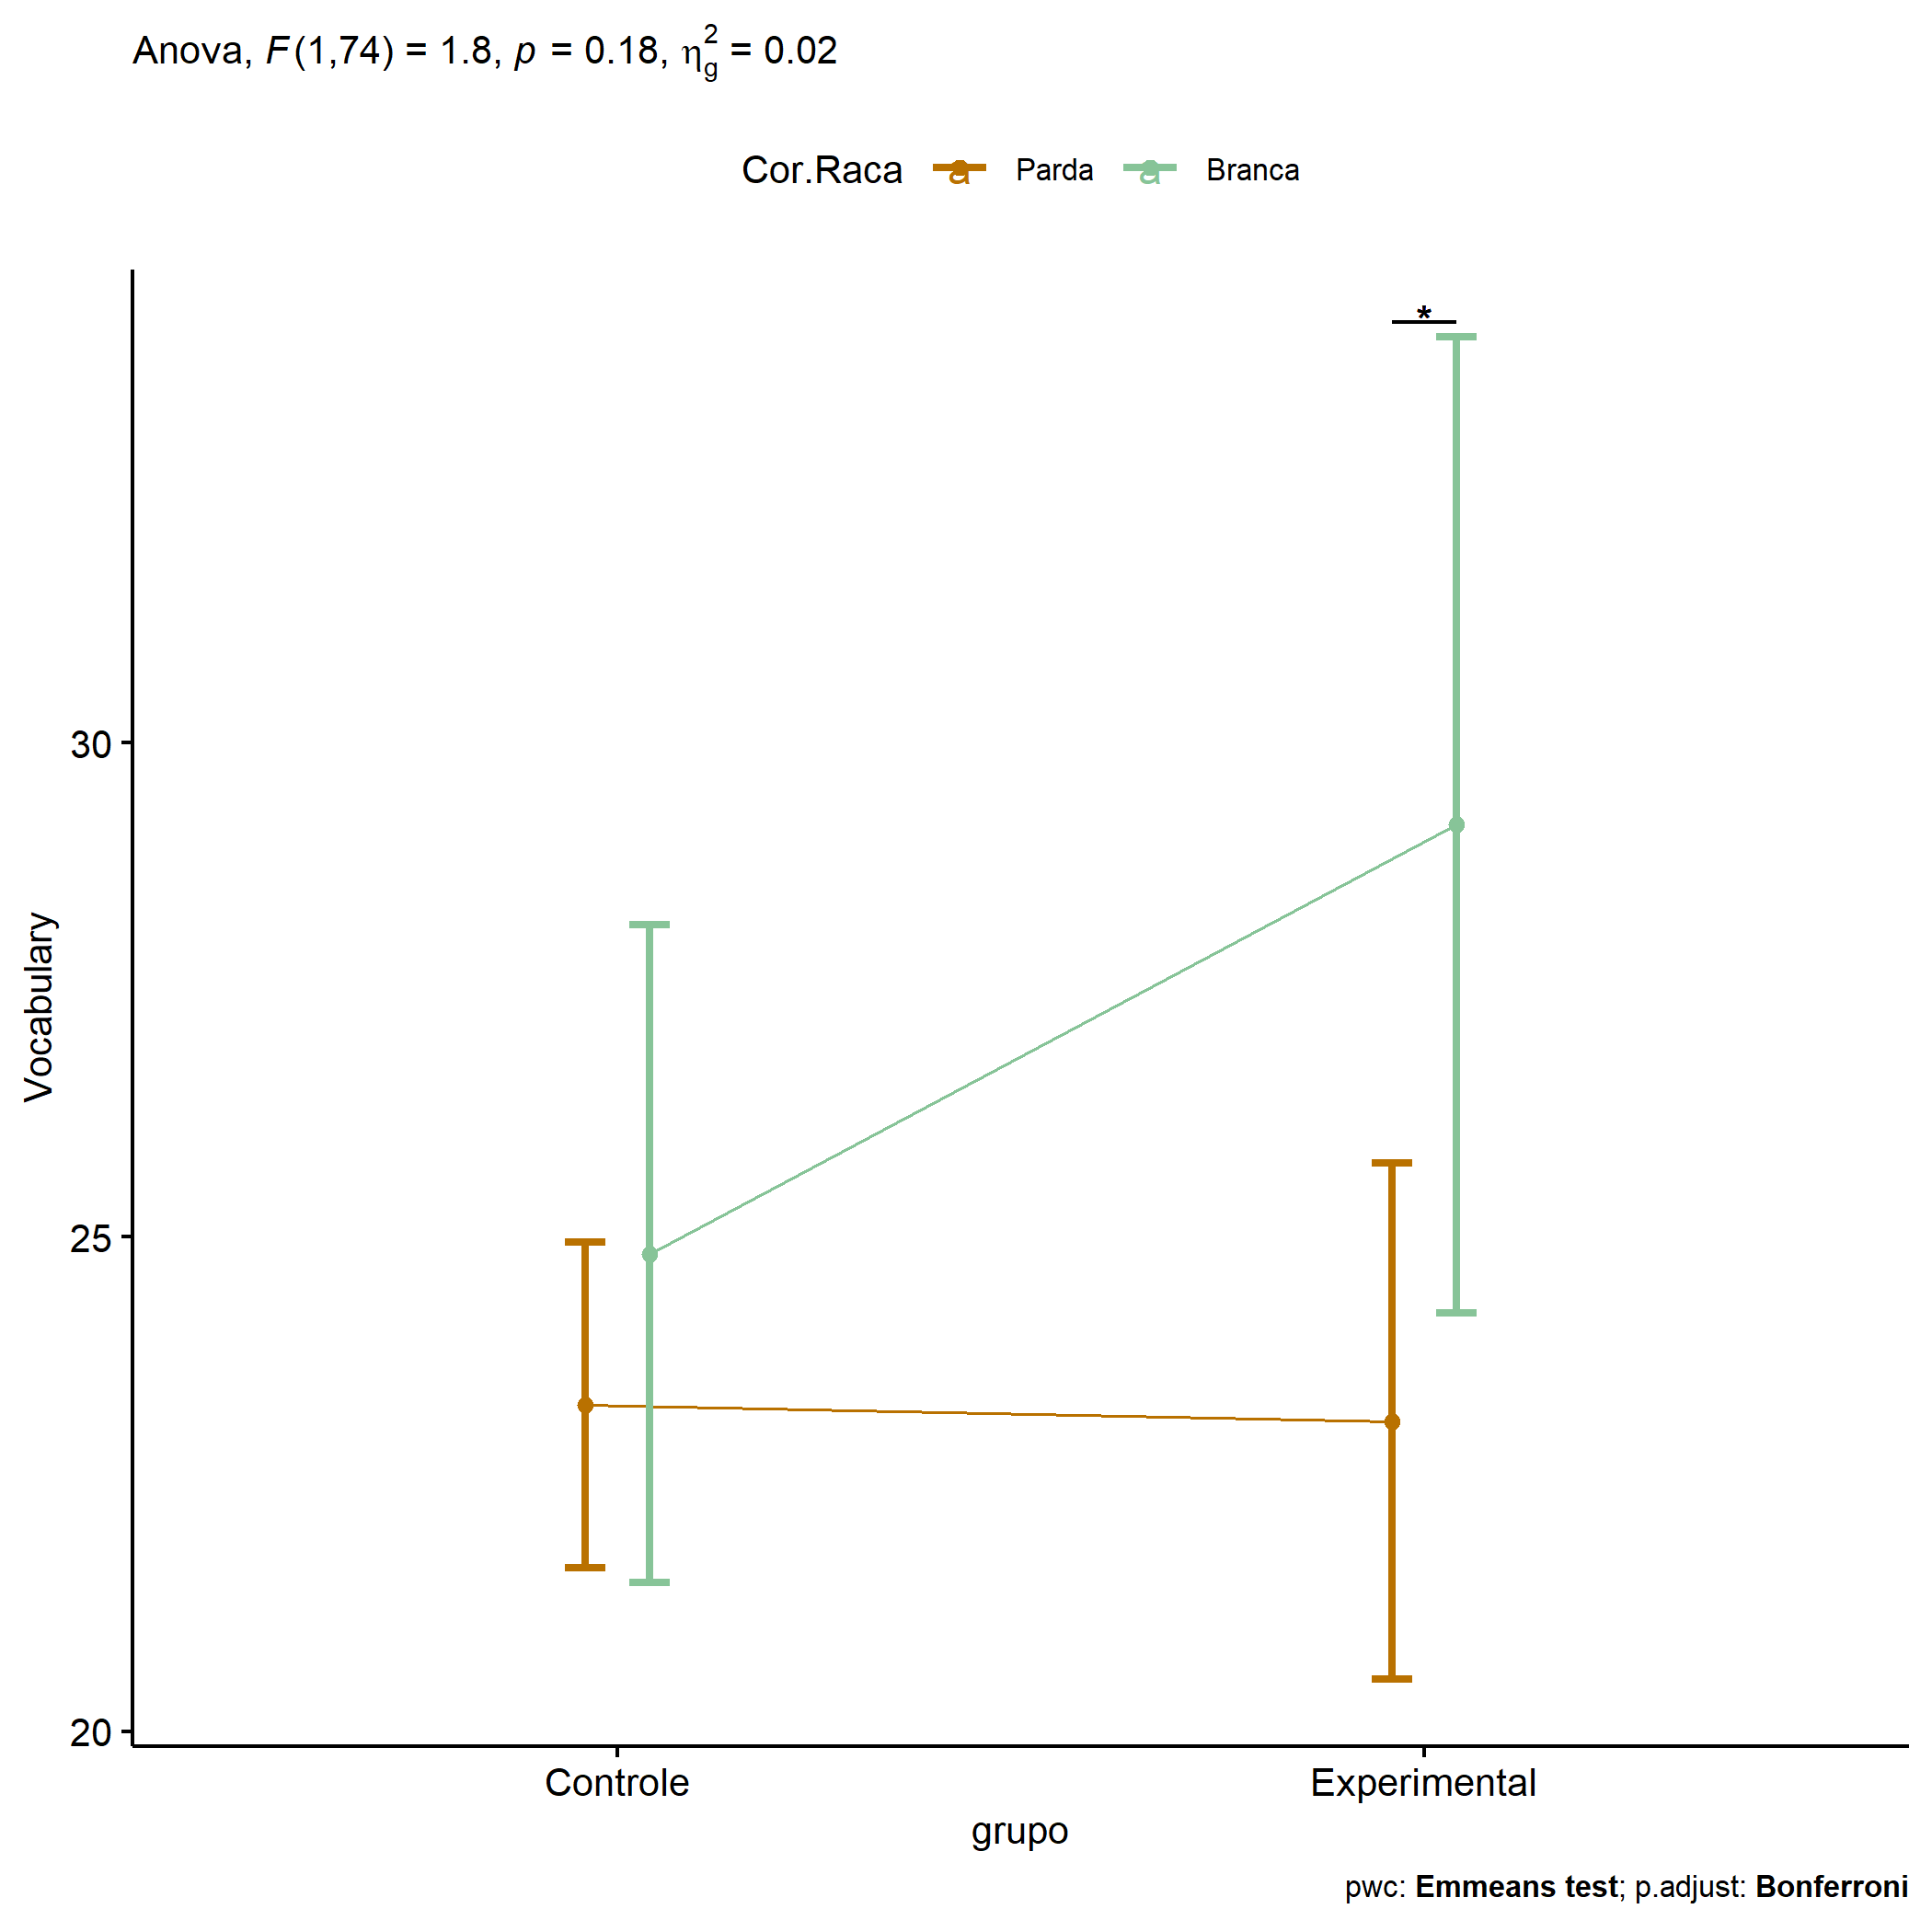 Anova, F(1,74) = 1.8, p = 0.18, η²g = 0.02
Cor.Raca a Parda a Branca
*
30
25
20
Vocabulary
Controle Experimental
grupo
pwc: Emmeans test; p.adjust: Bonferroni